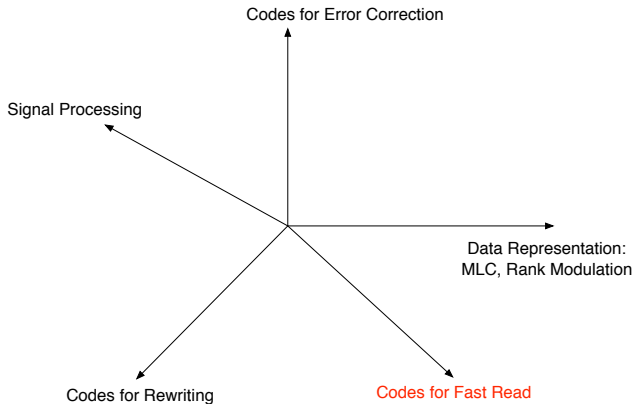 Codes for Error Correction
Signal Processing
Data Representation:
MLC, Rank Modulation
Codes for Rewriting
Codes for Fast Read